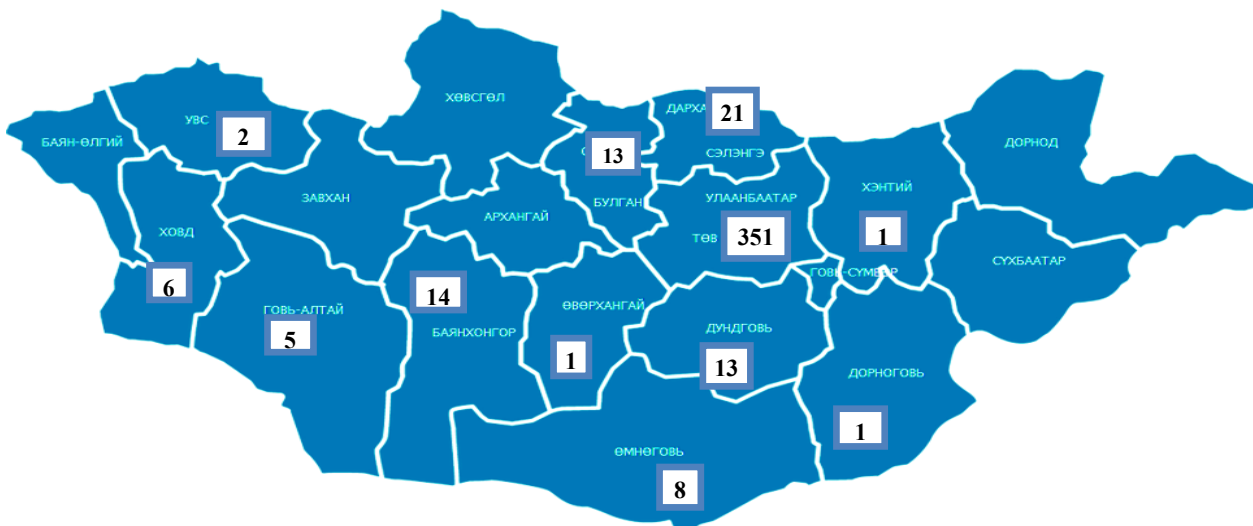 ХӨВСГӨЛ
УВС
2
БАЯН-ӨЛГИЙ
ДАРХА
21
СЭЛЭНГЭ
13
ДОРНОД
ХЭНТИЙ
1
ЗАВХАН
АРХАНГАЙ
БУЛГАН
УЛААНБААТАР
ТӨВ
351
ХОВД
6
СҮХБААТАР
ГОВЬ-СҮМБЭР
ГОВЬ-АЛТАЙ
5
14
БАЯНХОНГОР
ӨВӨРХАНГАЙ
1
ДУНДГОВЬ
13
ДОРНОГОВЬ
1
ӨМНӨГОВЬ
8